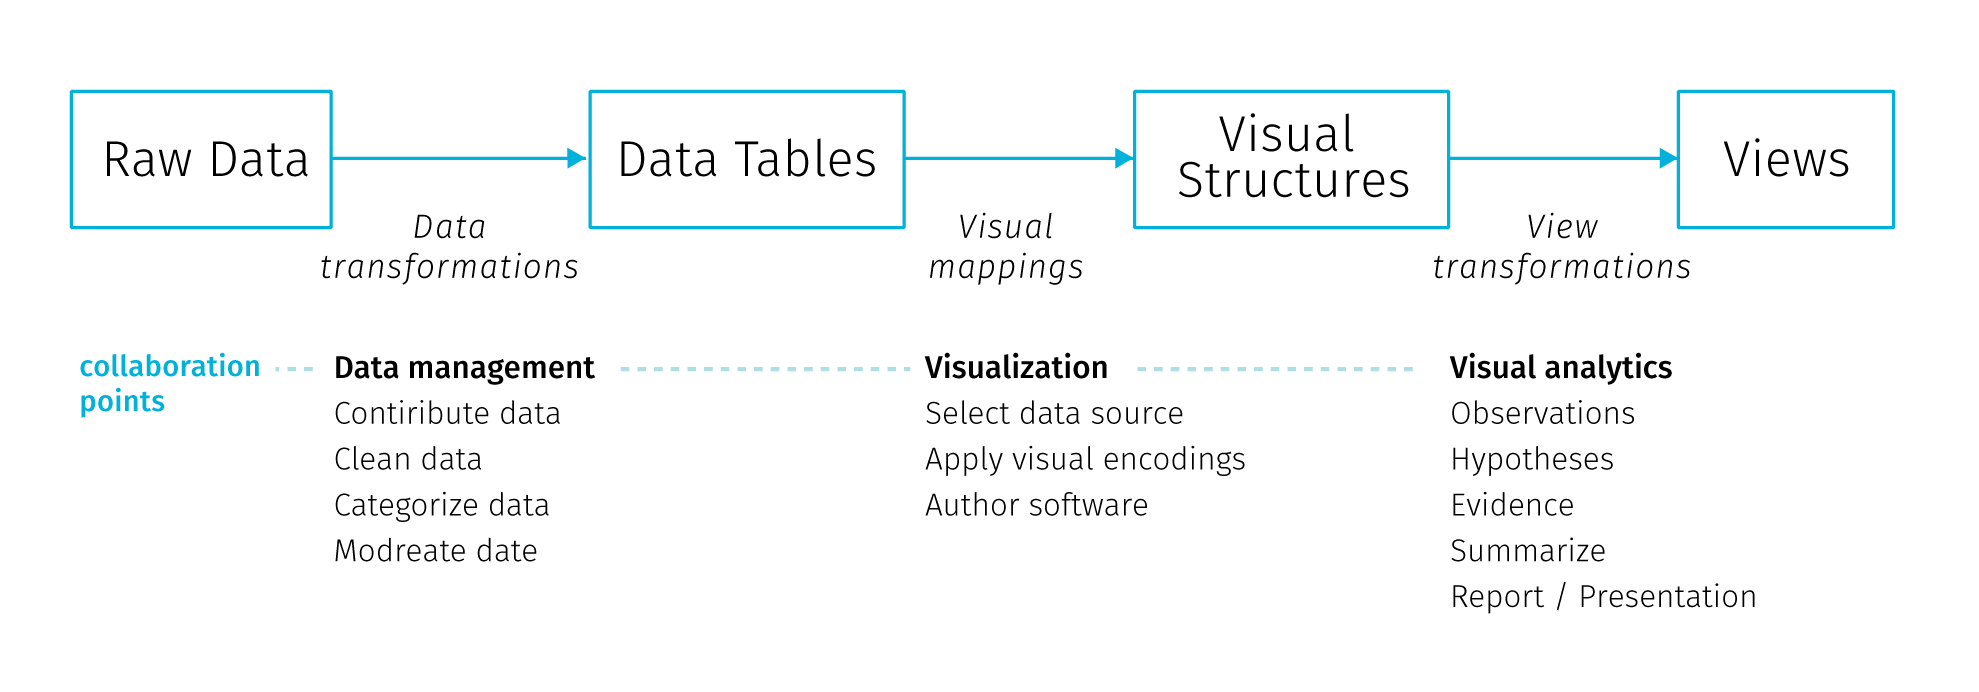 Raw Data
Data Tables
Visual
Structures
Views
Data
transformations
Visual
mappings
View
transformations
collaboration
points
Data management
Contiribute data
Clean data
Categorize data
Modreate date
Visualization
Select data source
Apply visual encodings
Author software
Visual analytics
Observations
Hypotheses
Evidence
Summarize
Report / Presentation